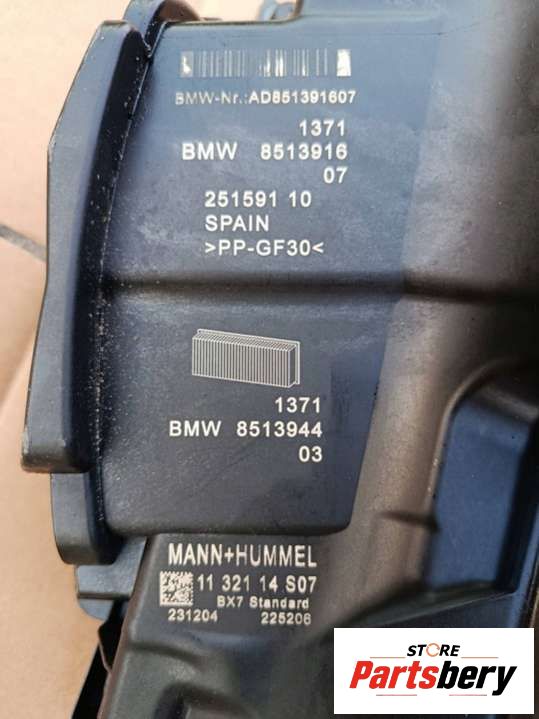 BMW-Nr.:AD851391607
1371
BMW 8513916
07
251591 10
SPAIN
>PP-GF30<
1371
BMW 8513944
03
MANN+HUMMEL
11 321 14 S07
BX7 Standard
231204 225206
STORE
Partsbery